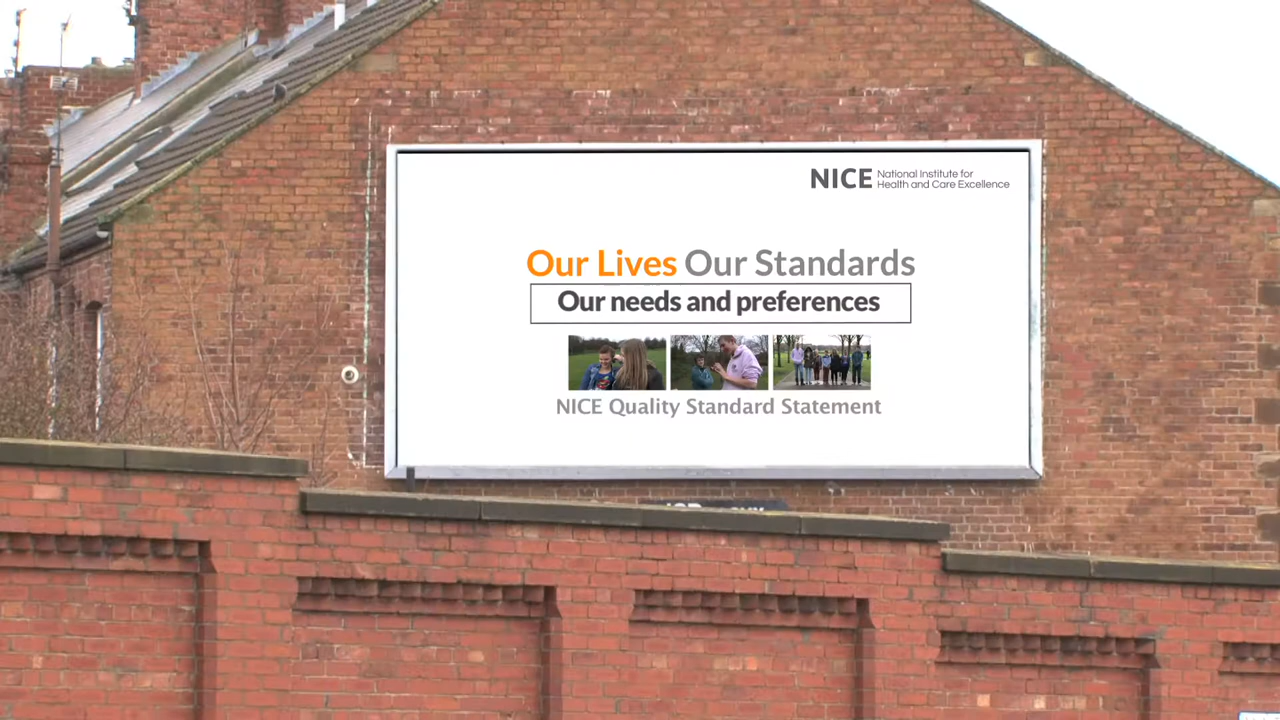 NICE National Institute for
Health and Care Excellence
Our Lives Our Standards
Our needs and preferences
NICE Quality Standard Statement